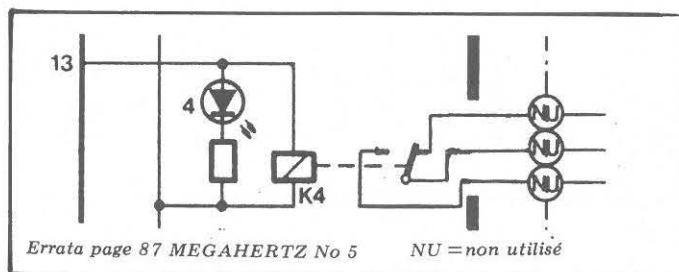 13
4
K4
NU
NU
NU
Errata page 87 MEGAHERTZ No 5 NU = non utilisé